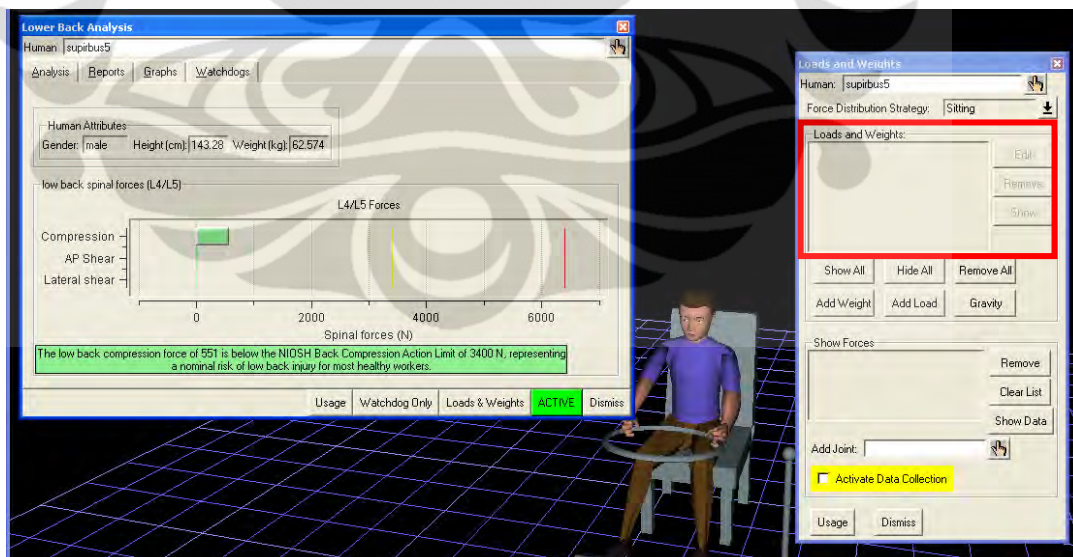 Lower Back Analysis
Human supirbus5
Analysis Reports Graphs Watchdogs
Human Attributes
Gender: male Height (cm): 143.28 Weight (kg): 62.574
low back spinal forces (L4/L5)
L4/L5 Forces
Compression
AP Shear
Lateral shear
0 2000 4000 6000
Spinal forces (N)
The low back compression force of 551 is below the NIOSH Back Compression Action Limit of 3400 N, representing
a nominal risk of low back injury for most healthy workers.
Usage Watchdog Only Loads & Weights ACTIVE Dismiss
Loads and Weights
Human: supirbus5
Force Distribution Strategy: Sitting
Loads and Weights:
Edit
Remove
Show
Show All Hide All Remove All
Add Weight Add Load Gravity
Show Forces
Remove
Clear List
Show Data
Add Joint:
Activate Data Collection
Usage Dismiss